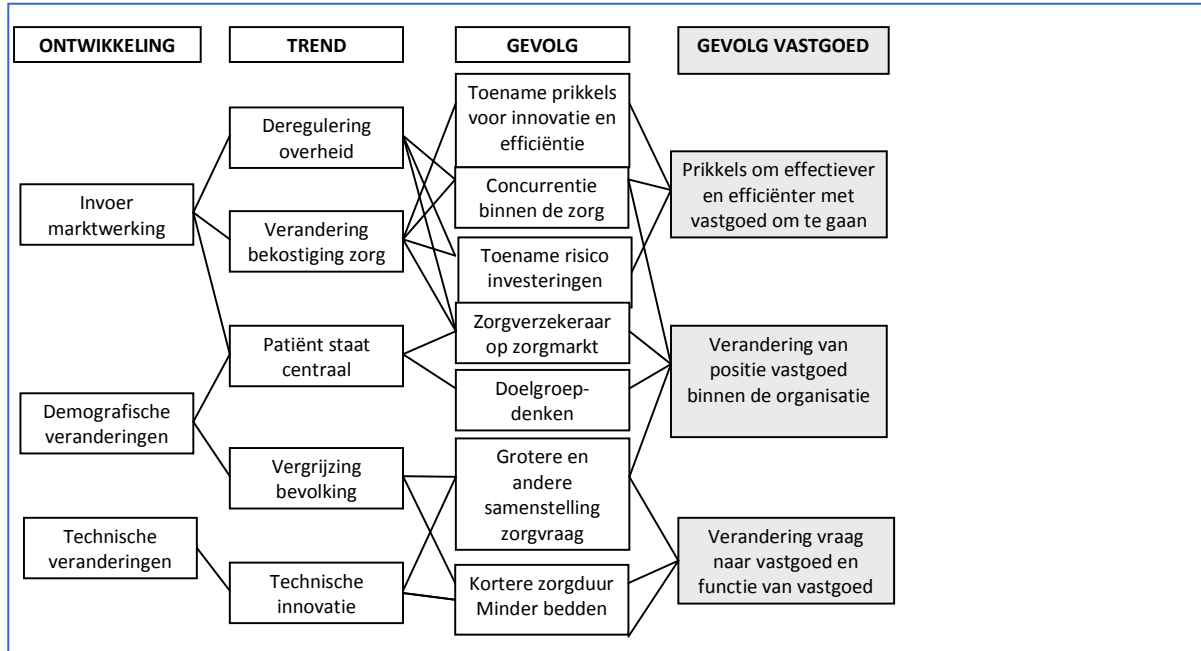 ONTWIKKELING
TREND
GEVOLG
GEVOLG VASTGOED
Invoer
marktwerking
Demografische
veranderingen
Technische
veranderingen
Deregulering
overheid
Verandering
bekostiging zorg
Patiënt staat
centraal
Vergrijzing
bevolking
Technische
innovatie
Toename prikkels
voor innovatie en
efficiëntie
Concurrentie
binnen de zorg
Toename risico
investeringen
Zorgverzekeraar
op zorgmarkt
Doelgroep-
denken
Grotere en
andere
samenstelling
zorgvraag
Kortere zorgduur
Minder bedden
Prikkels om effectiever
en efficiënter met
vastgoed om te gaan
Verandering van
positie vastgoed
binnen de organisatie
Verandering vraag
naar vastgoed en
functie van vastgoed